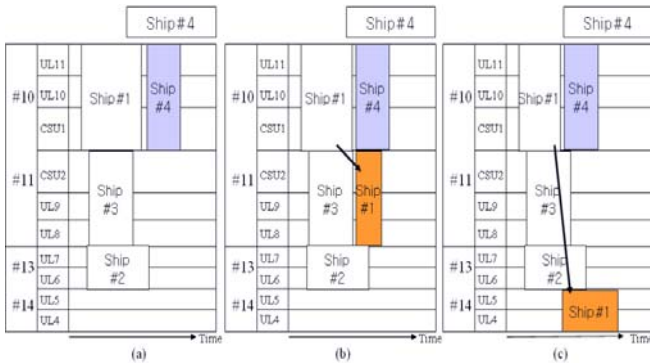 Ship#4
Ship#4
Ship#4
#10
UL11
UL10
CSU1
Ship#1
Ship
#4
#11
CSU2
UL9
UL8
Ship
#3
#13
UL7
UL6
Ship
#2
#14
UL5
UL4
Time
(a)
#10
UL11
UL10
CSU1
Ship#1
Ship
#4
#11
CSU2
UL9
UL8
Ship
#3
Ship
#1
#13
UL7
UL6
Ship
#2
#14
UL5
UL4
Time
(b)
#10
UL11
UL10
CSU1
Ship#1
Ship
#4
#11
CSU2
UL9
UL8
Ship
#3
#13
UL7
UL6
Ship
#2
#14
UL5
UL4
Ship#1
Time
(c)